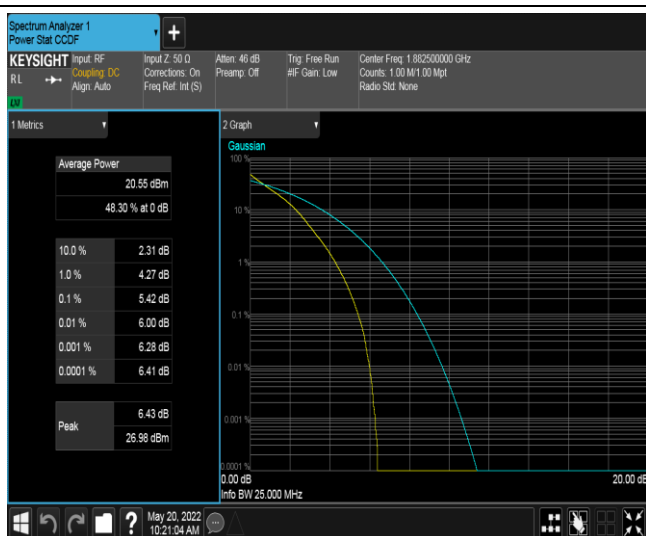 Spectrum Analyzer 1
Power Stat CCDF
+
KEYSIGHT
RL
Input: RF
Coupling: DC
Align: Auto
Input Z: 50 Ω
Corrections: On
Freq Ref: Int (S)
Atten: 46 dB
Preamp: Off
Trig: Free Run
#IF Gain: Low
Center Freq: 1.882500000 GHz
Counts: 1.00 M/1.00 Mpt
Radio Std: None
1 Metrics
Average Power
20.55 dBm
48.30 % at 0 dB
10.0 % 2.31 dB
1.0 % 4.27 dB
0.1 % 5.42 dB
0.01 % 6.00 dB
0.001 % 6.28 dB
0.0001 % 6.41 dB
Peak
6.43 dB
26.98 dBm
2 Graph
Gaussian
100 %
10 %
1 %
0.1 %
0.01 %
0.001 %
0.0001 %
0.00 dB
20.00 dB
Info BW 25.000 MHz
?
May 20, 2022
10:21:04 AM